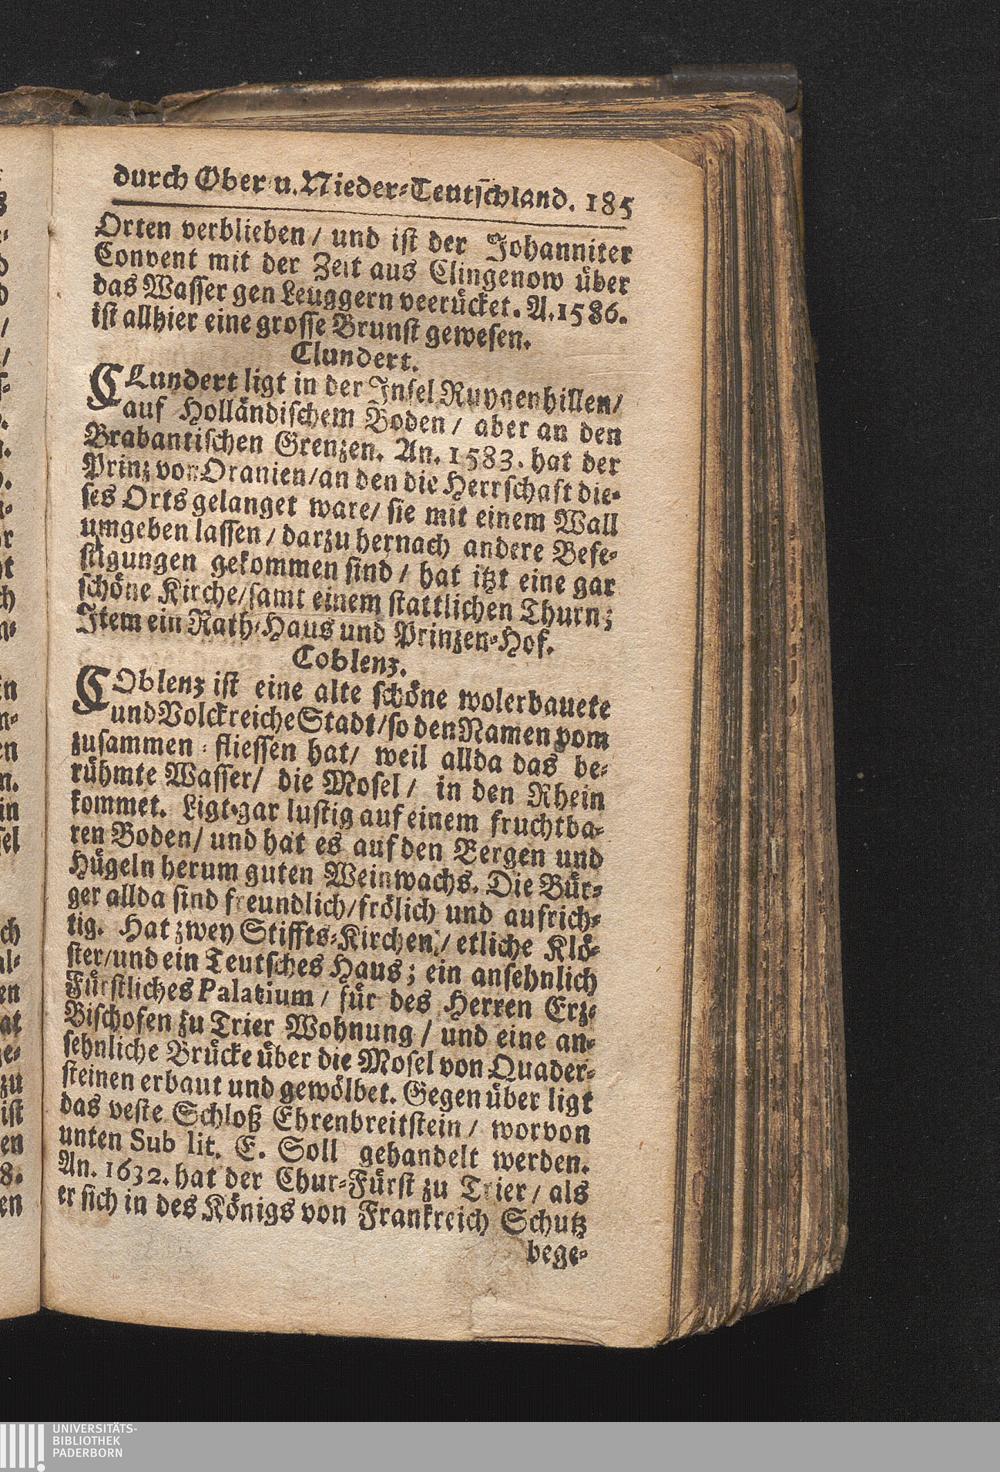 durch Ober u. Nieder-Teutschland. 185
Orten verblieben / und ist der Johanniter
Convent mit der Zeit aus Clingenow über
das Wasser gen Leuggern veerücket. A. 1586.
ist allhier eine grosse Brunst gewesen.
Clundert.
CLundert ligt in der Insel Ruygenhillen /
auf Holländischem Boden / aber an den
Brabantischen Grenzen. An. 1583. hat der
Prinz von Oranien / an den die Herrschaft die-
ses Orts gelanget ware / sie mit einem Wall
umgeben lassen / darzu hernach andere Befe-
stigungen gekommen sind / hat itzt eine gar
schöne Kirche / samt einem stattlichen Thurn;
Item ein Rath-Haus und Prinzen-Hof.
Coblenz.
COblenz ist eine alte schöne wolerbauete
und Volckreiche Stadt / so den Namen vom
zusammen-fliessen hat / weil allda das be-
rühmte Wasser / die Mosel / in den Rhein
kommet. Ligt gar lustig auf einem fruchtba-
ren Boden / und hat es auf den Bergen und
Hügeln herum guten Weinwachs. Die Bür-
ger allda sind freundlich / frölich und aufrich-
tig. Hat zwey Stiffts-Kirchen / etliche Klö-
ster / und ein Teutsches Haus; ein ansehnlich
Fürstliches Palatium / für des Herren Erz-
Bischofen zu Trier Wohnung / und eine an-
sehnliche Brücke über die Mosel von Quader-
steinen erbaut und gewölbet. Gegen über ligt
das veste Schloß Ehrenbreitstein / worvon
unten Sub lit. E. Soll gehandelt werden.
An. 1632. hat der Chur-Fürst zu Trier / als
er sich in des Königs von Frankreich Schutz
bege-
UNIVERSITÄTS-
BIBLIOTHEK
PADERBORN